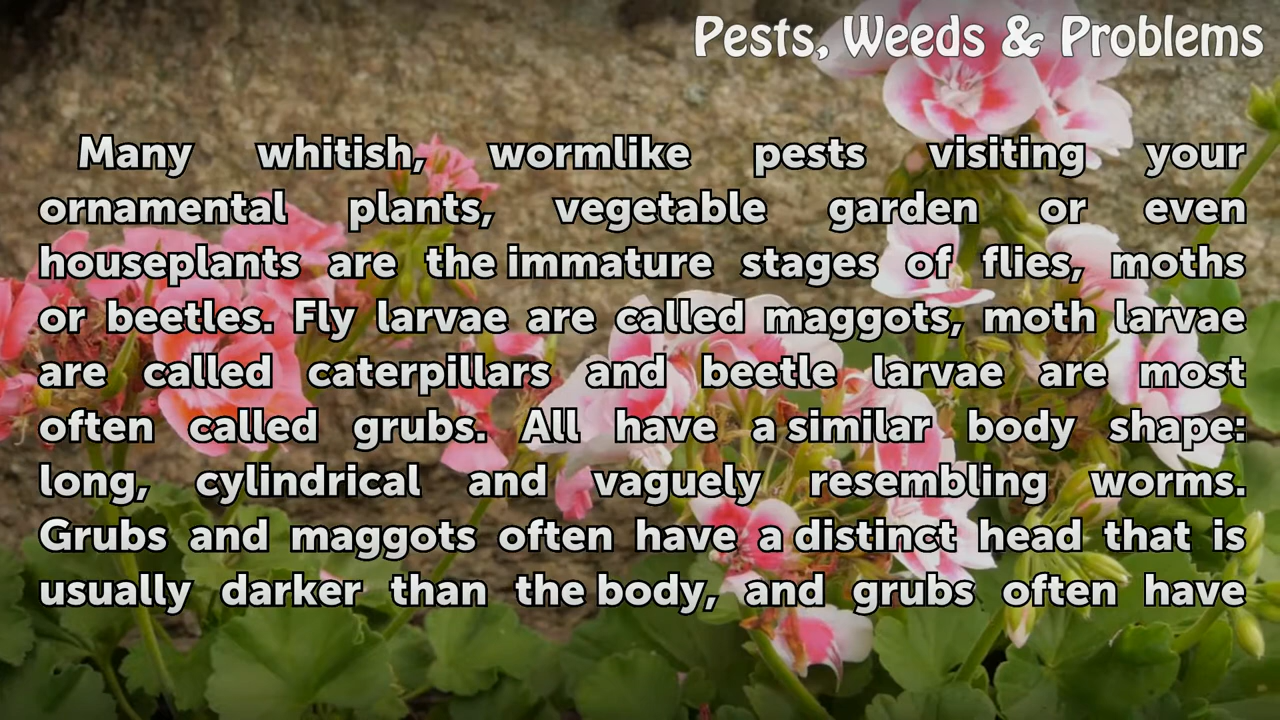 Pests, Weeds & Problems
Many whitish, wormlike pests visiting your
ornamental plants, vegetable garden or even
houseplants are the immature stages of flies, moths
or beetles. Fly larvae are called maggots, moth larvae
are called caterpillars and beetle larvae are most
often called grubs. All have a similar body shape:
long, cylindrical and vaguely resembling worms.
Grubs and maggots often have a distinct head that is
usually darker than the body, and grubs often have